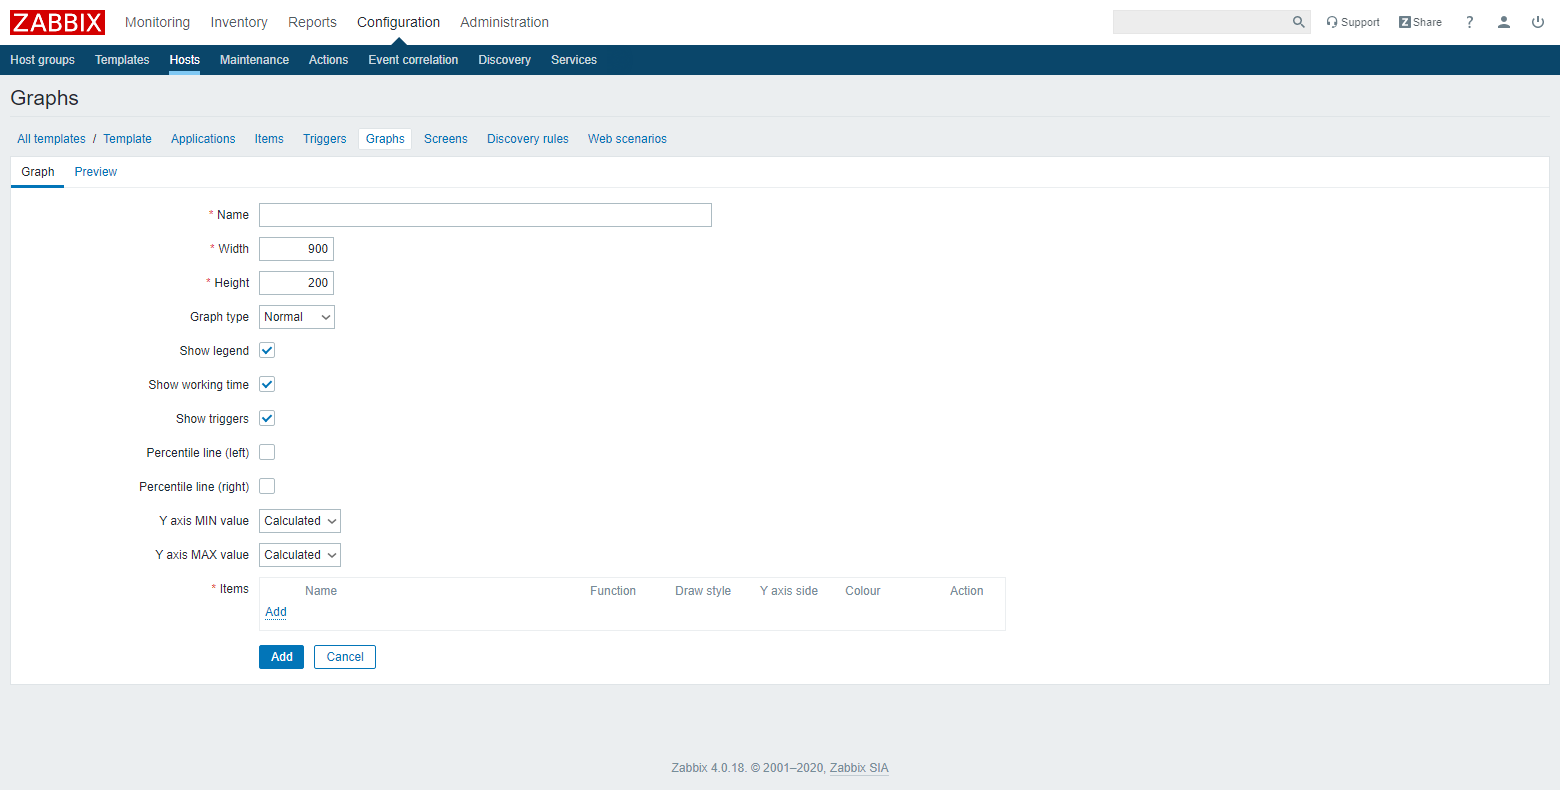 ZABBIX Monitoring Inventory Reports Configuration Administration Support Z Share ?
Host groups Templates Hosts Maintenance Actions Event correlation Discovery Services
Graphs
All templates / Template Applications Items Triggers Graphs Screens Discovery rules Web scenarios
Graph Preview
* Name
* Width 900
* Height 200
Graph type Normal
Show legend
Show working time
Show triggers
Percentile line (left)
Percentile line (right)
Y axis MIN value Calculated
Y axis MAX value Calculated
* Items Name Function Draw style Y axis side Colour Action
Add
Add Cancel
Zabbix 4.0.18. © 2001–2020, Zabbix SIA